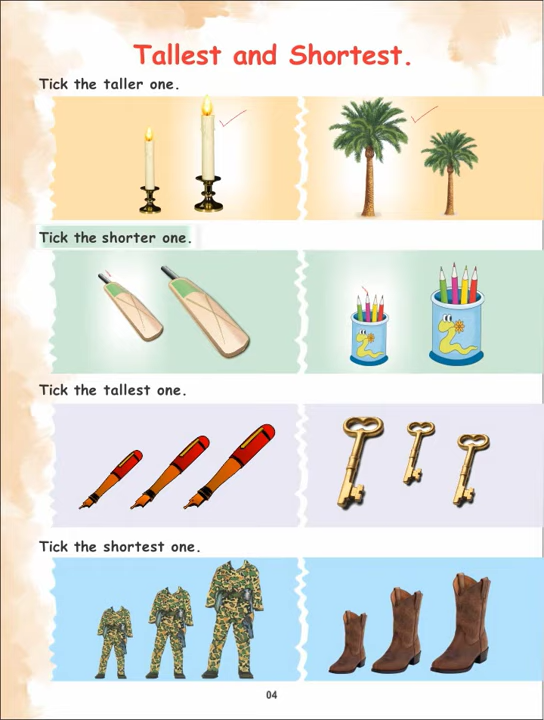 Tallest and Shortest.
Tick the taller one.
Tick the shorter one.
Tick the tallest one.
Tick the shortest one.
04